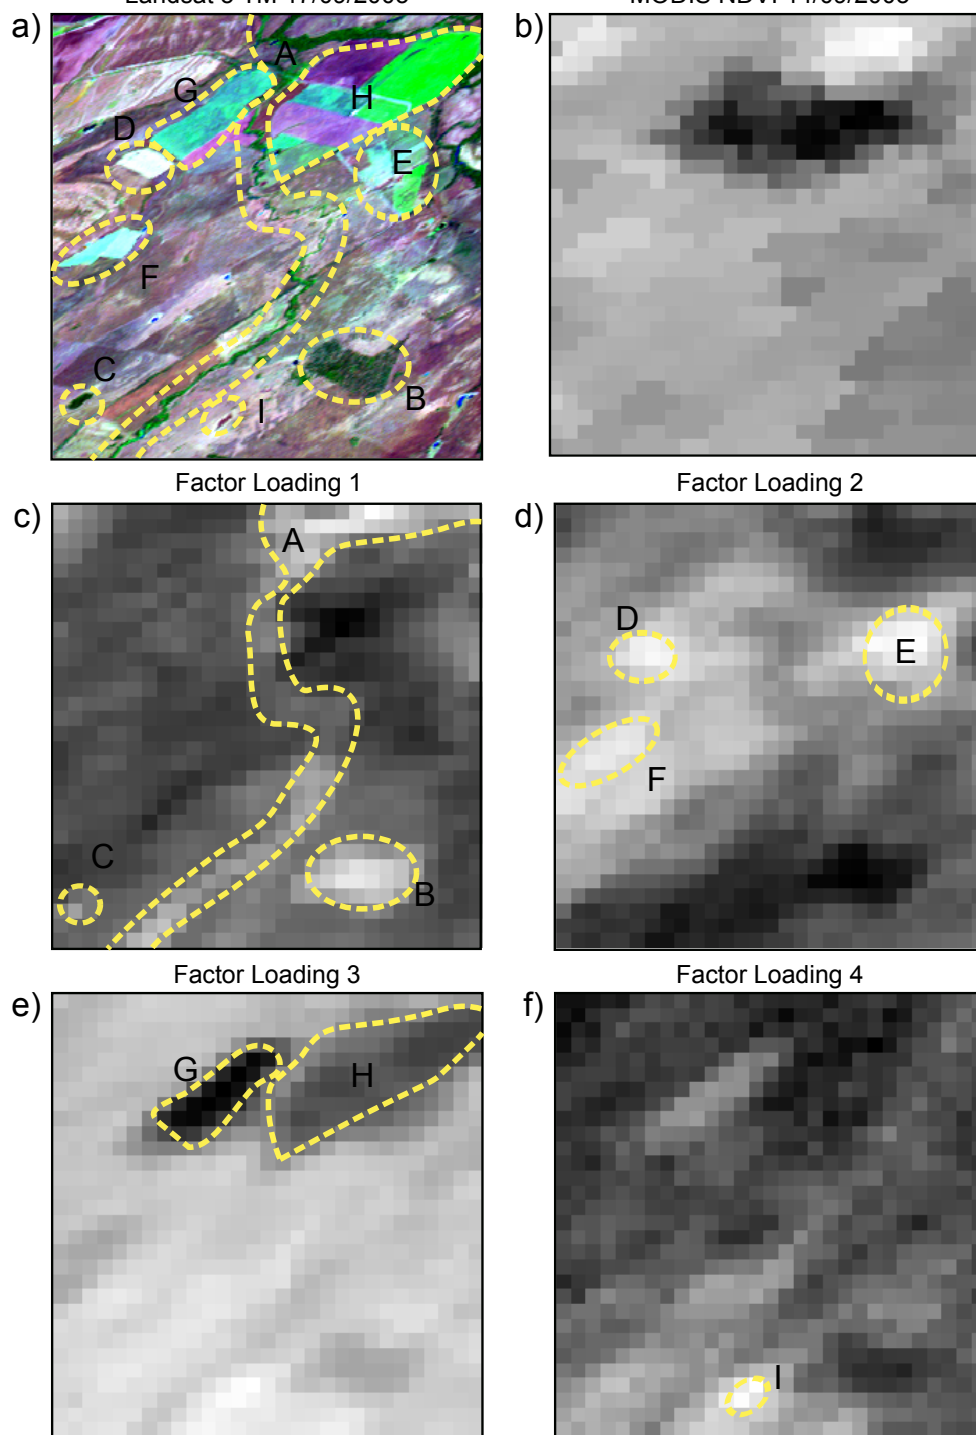 a)
b)
A
G
H
D
E
F
C
I
B
Factor Loading 1
Factor Loading 2
c)
d)
A
D
E
F
C
B
Factor Loading 3
Factor Loading 4
e)
f)
G
H
I